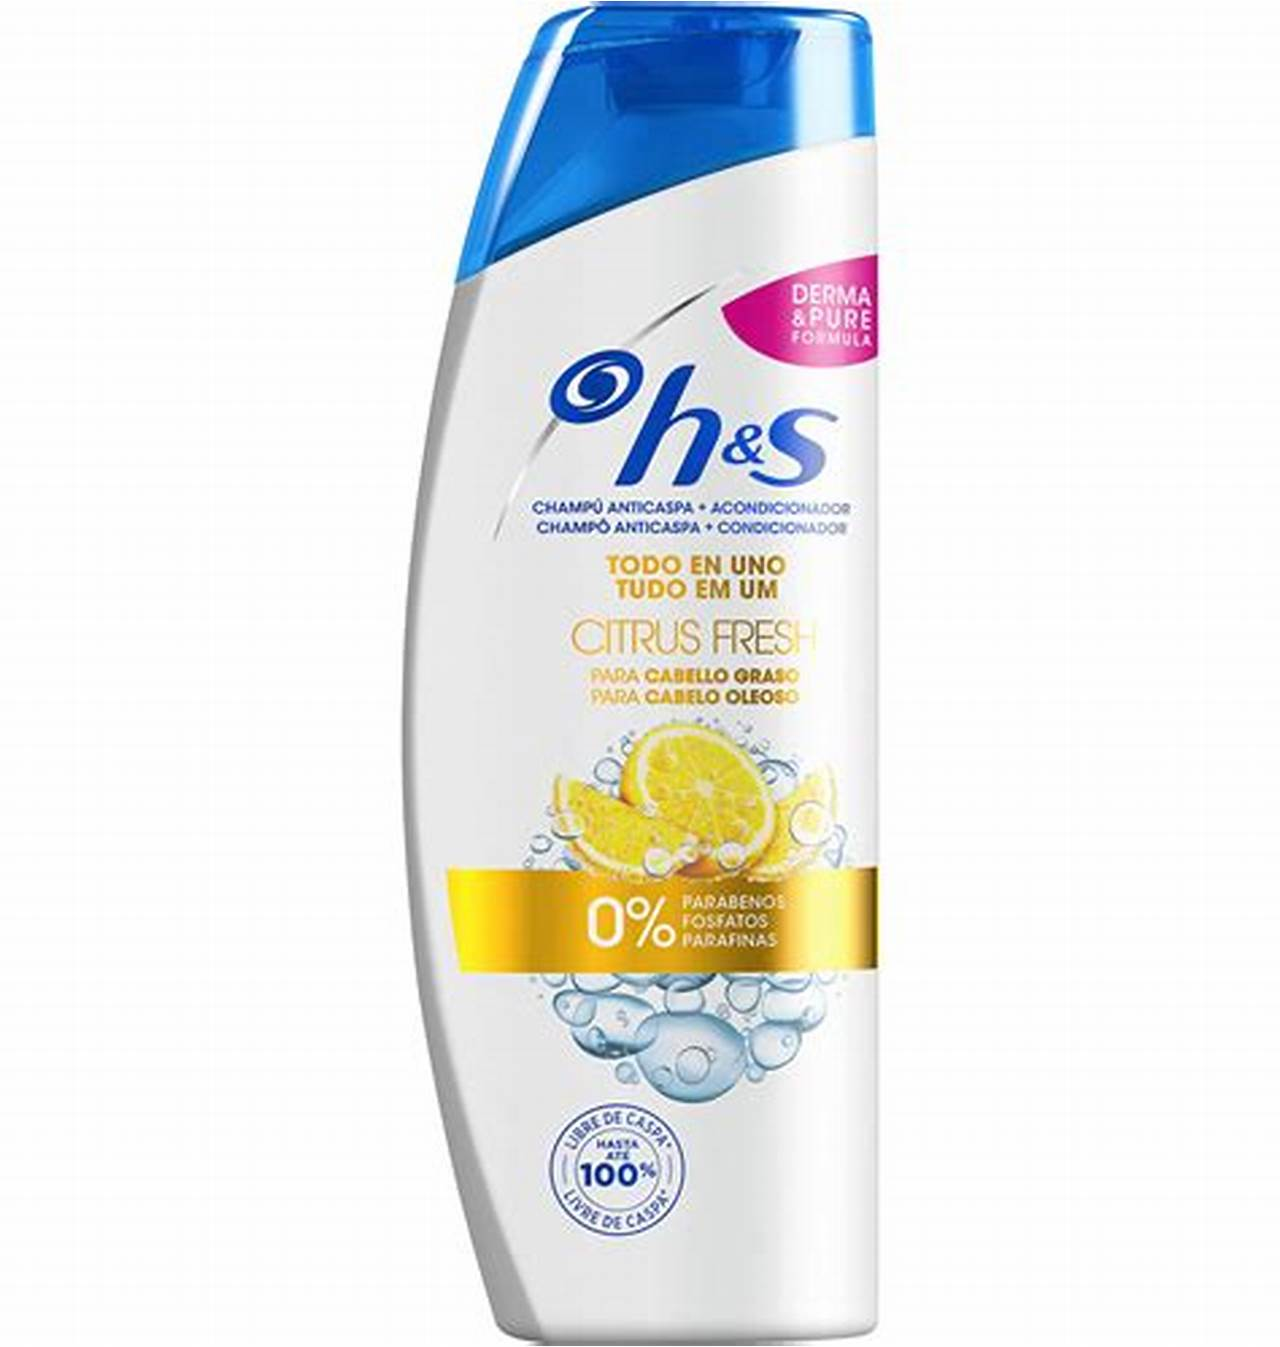 DERMA
&PURE
FORMULA
h&s
CHAMPÚ ANTICASPA + ACONDICIONADOR
CHAMPÔ ANTICASPA + CONDICIONADOR
TODO EN UNO
TUDO EM UM
CITRUS FRESH
PARA CABELLO GRASO
PARA CABELO OLEOSO
0% PARABENOS
FOSFATOS
PARAFINAS
LIBRE DE CASPA*
HASTA
ATÉ
100%
LIVRE DE CASPA*